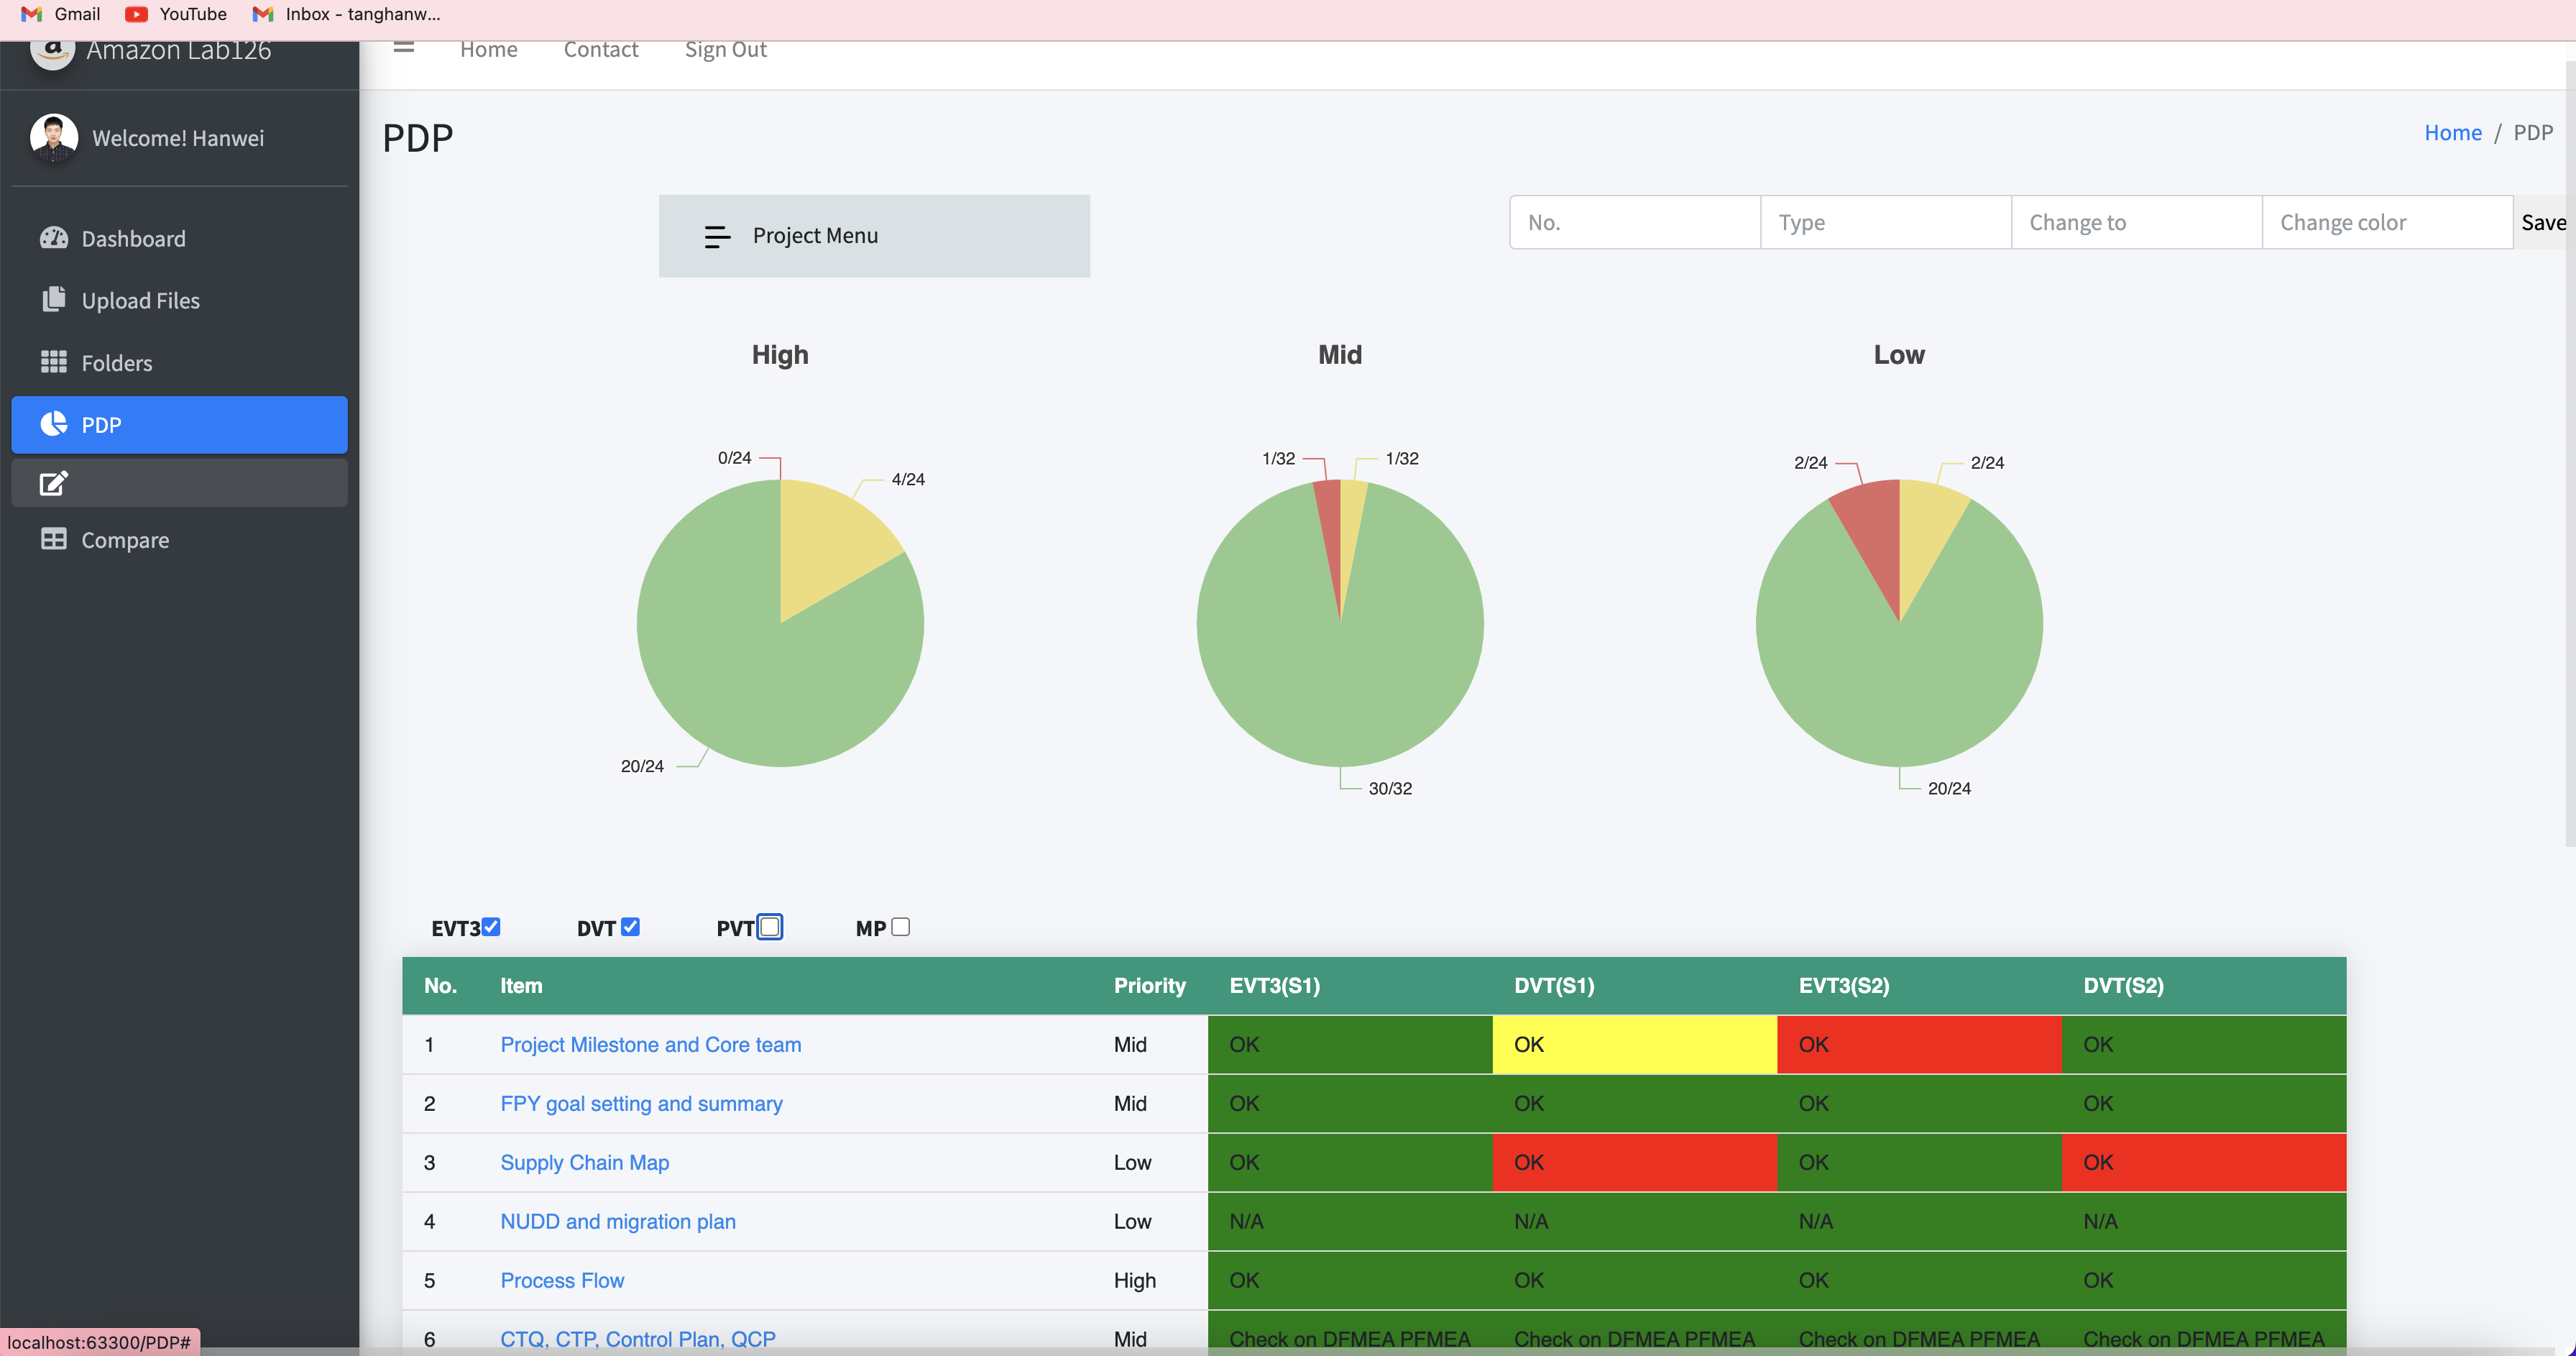 Gmail YouTube Inbox - tanghanw...
Amazon Lab126
Home Contact Sign Out
Welcome! Hanwei
Dashboard
Upload Files
Folders
PDP
Compare
PDP
Home / PDP
Project Menu
No. Type Change to Change color Save
High Mid Low
0/24 4/24 20/24
1/32 1/32 30/32
2/24 2/24 20/24
EVT3 DVT PVT MP
No. Item Priority EVT3(S1) DVT(S1) EVT3(S2) DVT(S2)
1 Project Milestone and Core team Mid OK OK OK OK
2 FPY goal setting and summary Mid OK OK OK OK
3 Supply Chain Map Low OK OK OK OK
4 NUDD and migration plan Low N/A N/A N/A N/A
5 Process Flow High OK OK OK OK
6 CTQ, CTP, Control Plan, QCP Mid Check on DFMEA PFMEA Check on DFMEA PFMEA Check on DFMEA PFMEA Check on DFMEA PFMEA
localhost:63300/PDP#